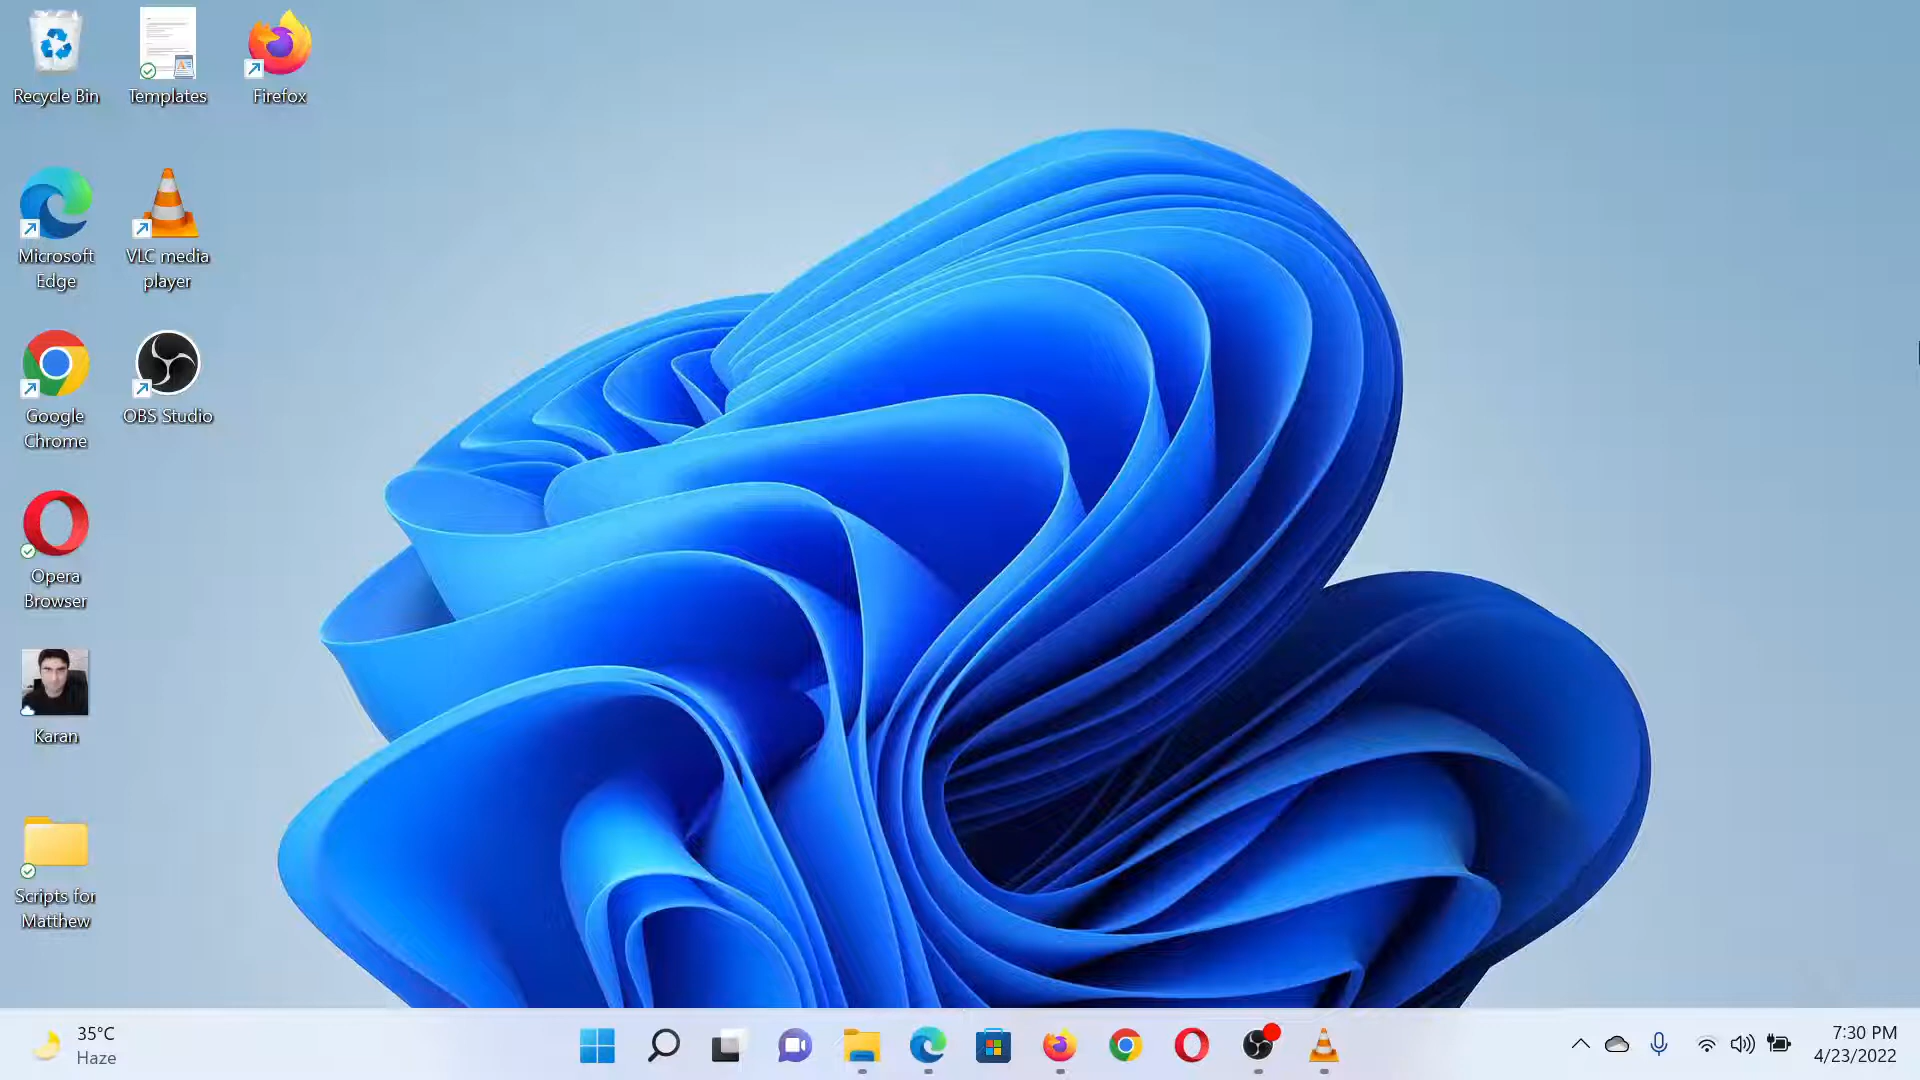 Recycle Bin
Templates
Firefox
Microsoft
Edge
VLC media
player
Google
Chrome
OBS Studio
Opera
Browser
Karan
Scripts for
Matthew
35°C
Haze
7:30 PM
4/23/2022